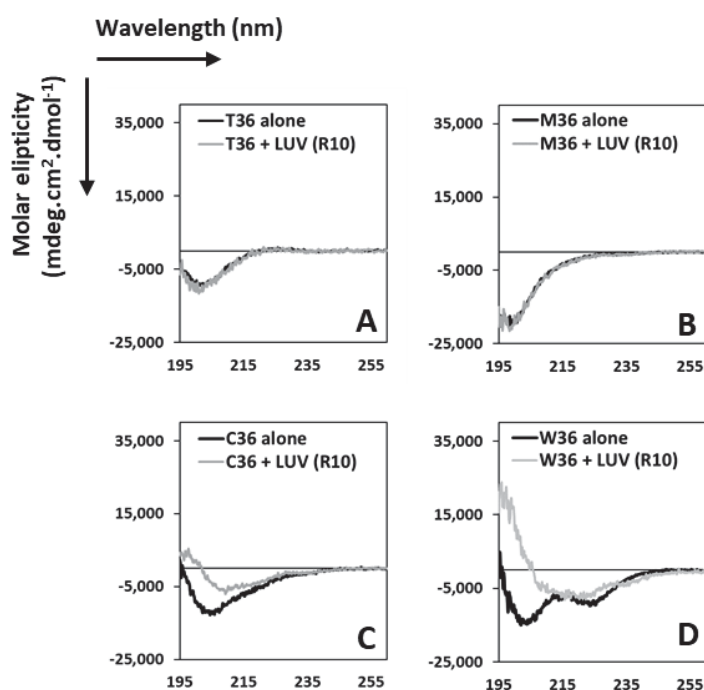 Wavelength (nm)
Molar elipticity
(mdeg.cm².dmol⁻¹)
T36 alone
T36 + LUV (R10)
35,000
15,000
-5,000
-25,000
A
195 215 235 255
M36 alone
M36 + LUV (R10)
35,000
15,000
-5,000
-25,000
B
195 215 235 255
C36 alone
C36 + LUV (R10)
35,000
15,000
-5,000
-25,000
C
195 215 235 255
W36 alone
W36 + LUV (R10)
35,000
15,000
-5,000
-25,000
D
195 215 235 255